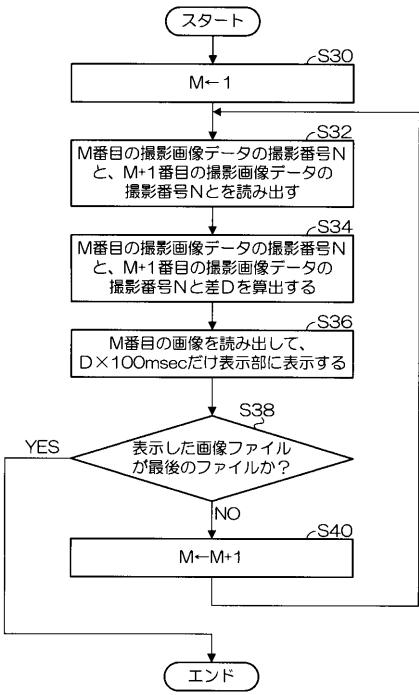 スタート
S30
M←1
S32
M番目の撮影画像データの撮影番号N
と、M+1番目の撮影画像データの
撮影番号Nとを読み出す
S34
M番目の撮影画像データの撮影番号N
と、M+1番目の撮影画像データの
撮影番号Nと差Dを算出する
S36
M番目の画像を読み出して、
D×100msecだけ表示部に表示する
S38
表示した画像ファイル
が最後のファイルか？
YES
NO
S40
M←M+1
エンド